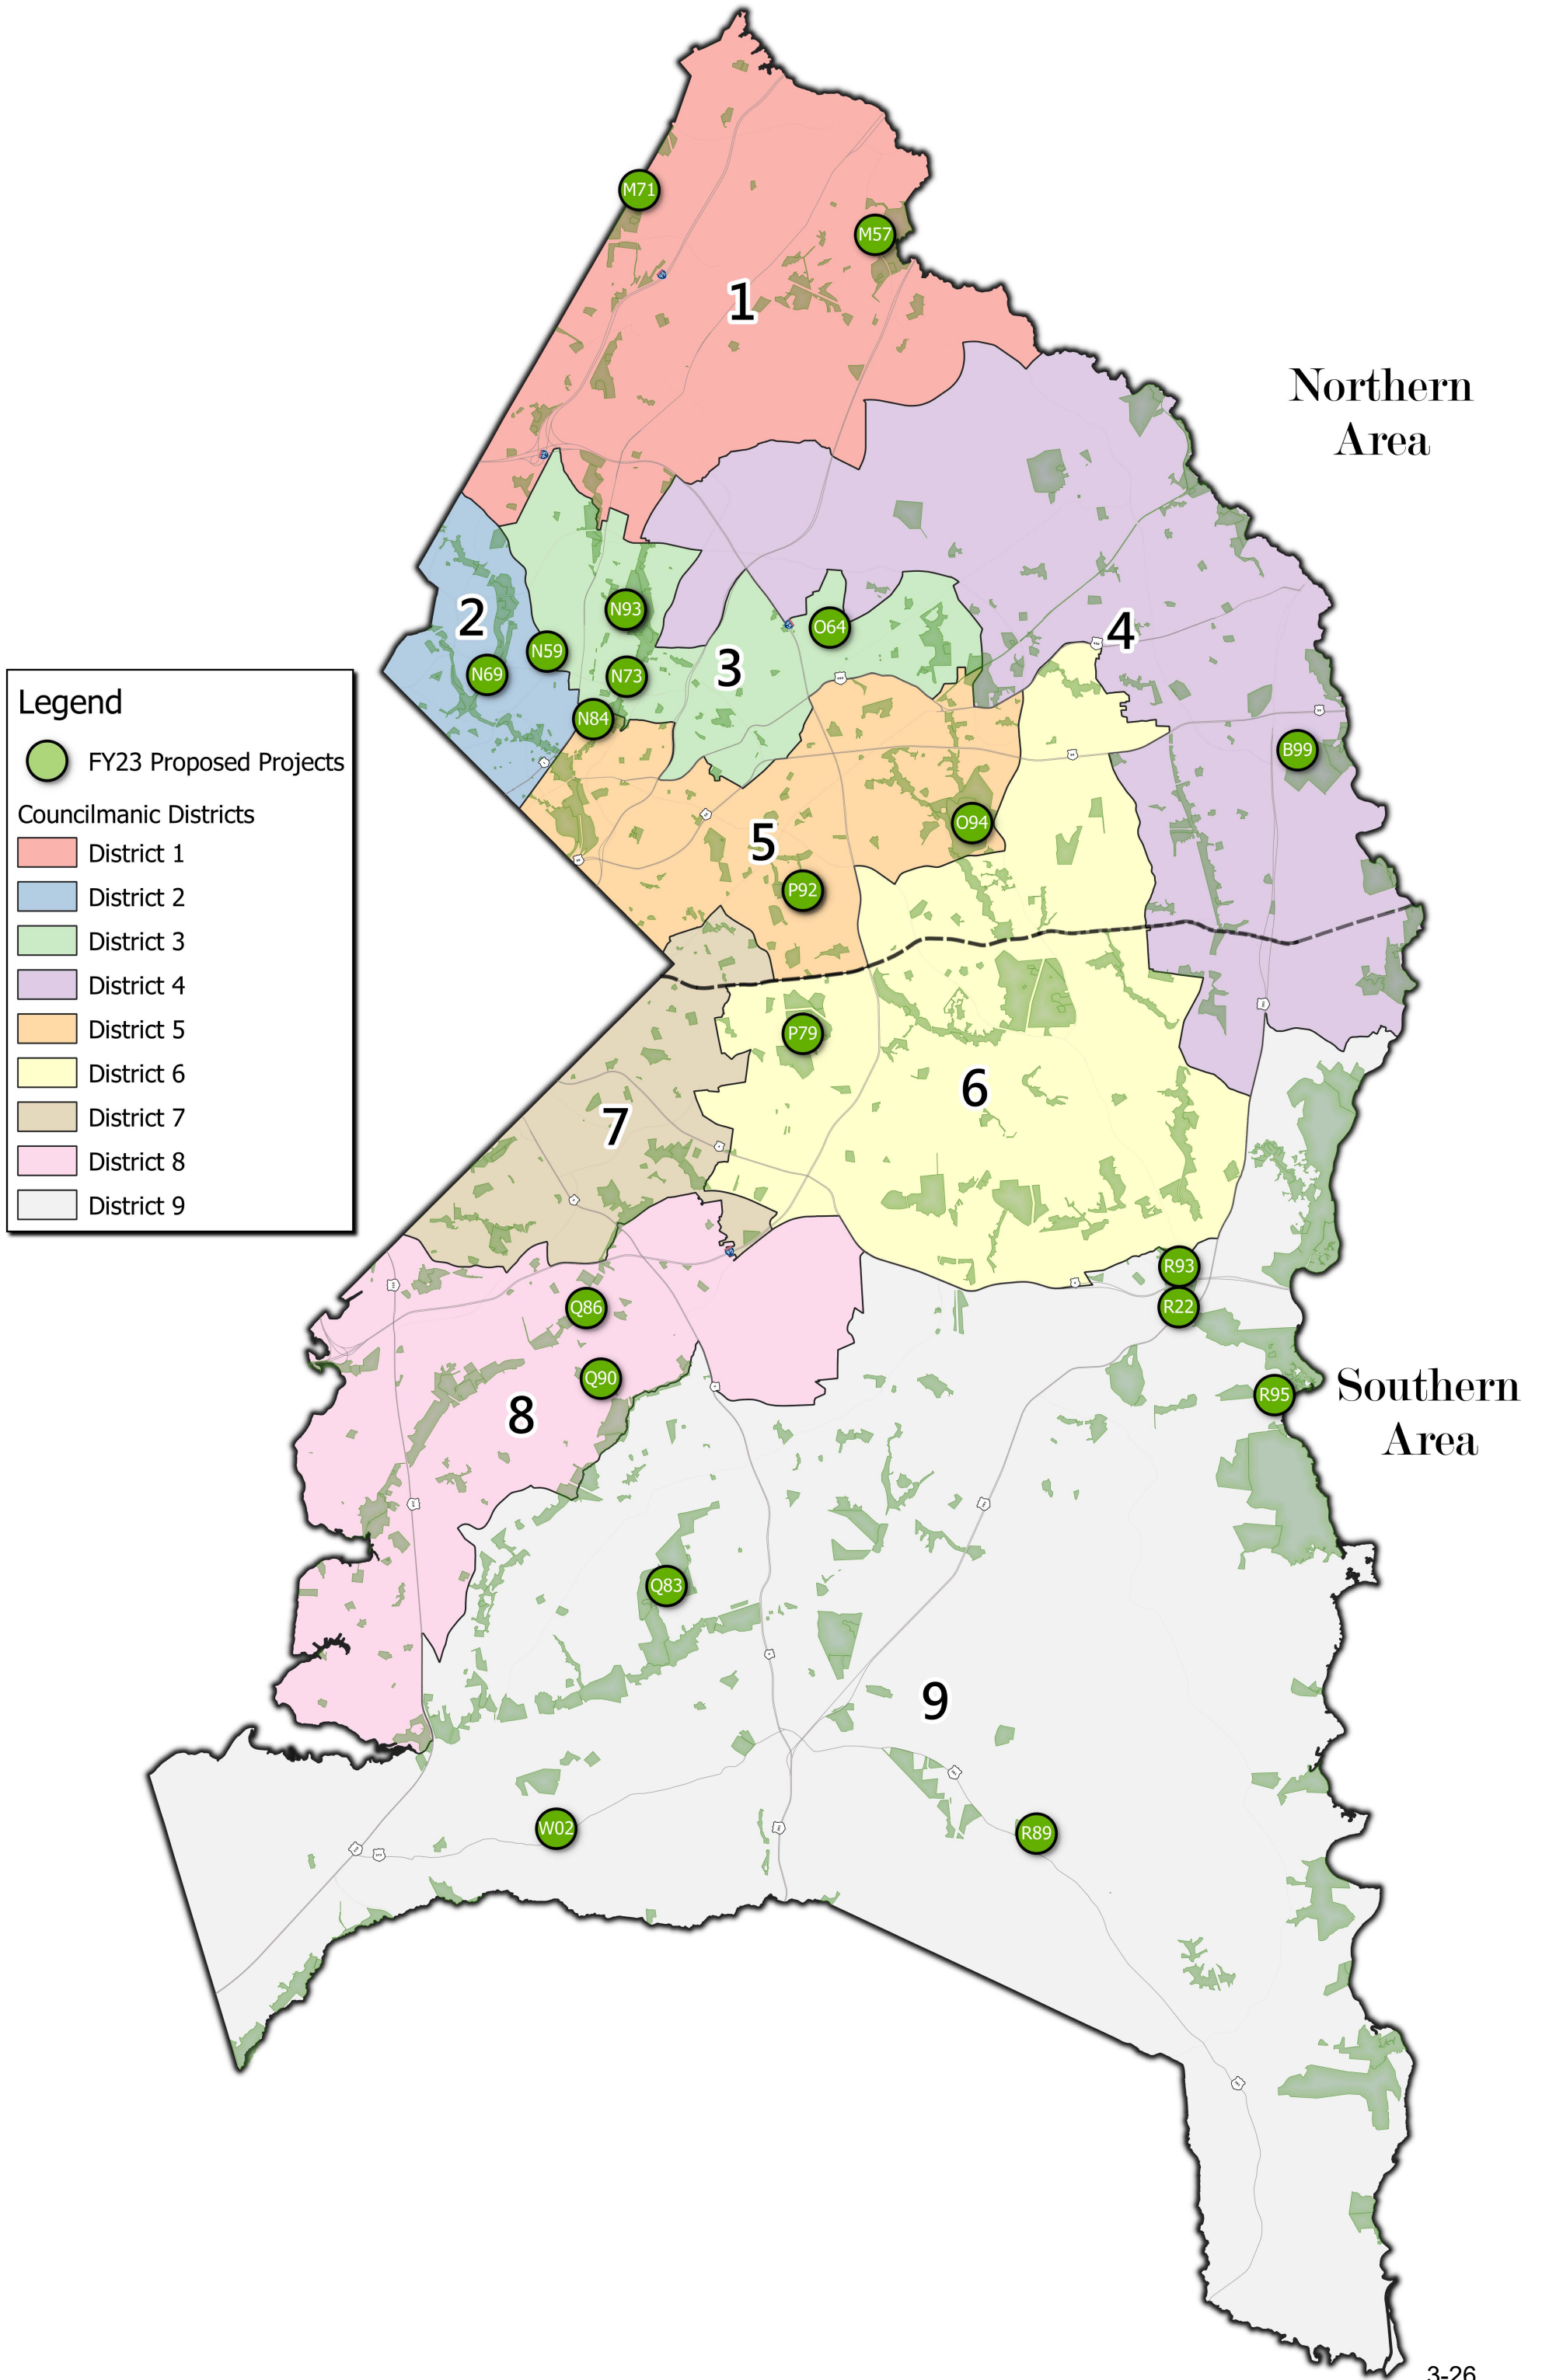 M71
M57
1
Northern
Area
N93
2
O64
4
N59
3
N69
N73
Legend
N84
FY23 Proposed Projects
B99
Councilmanic Districts
O94
District 1
5
District 2
P92
District 3
District 4
District 5
P79
District 6
6
District 7
7
District 8
District 9
R93
Q86
R22
Q90
R95
Southern
Area
8
Q83
9
W02
R89
3-26